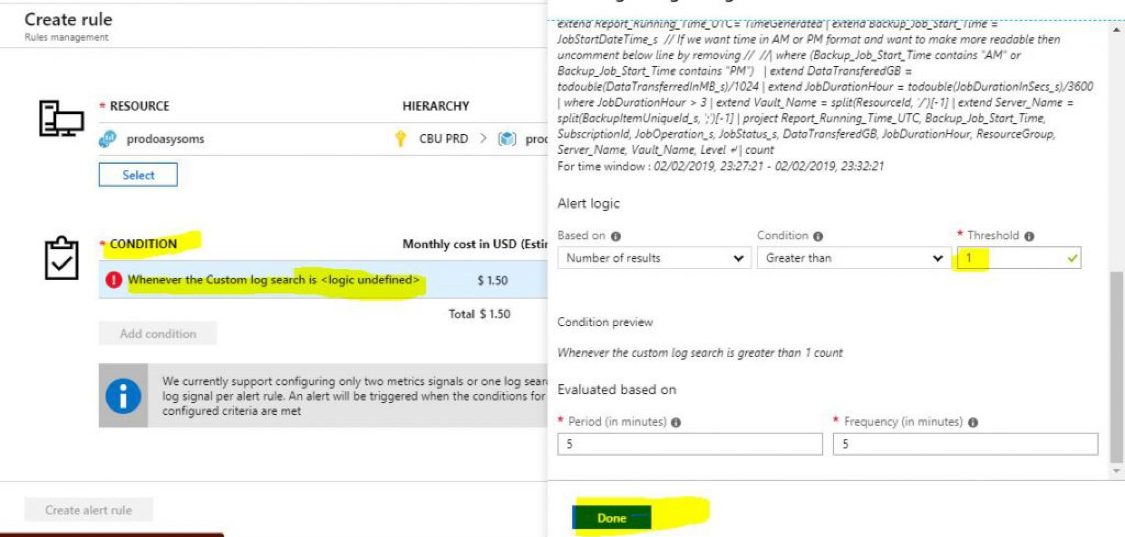 Create rule
Rules management
* RESOURCE
HIERARCHY
prodoasysoms
CBU PRD > proc
Select
* CONDITION
Monthly cost in USD (Estin
Whenever the Custom log search is <logic undefined>
$ 1.50
Total $ 1.50
Add condition
We currently support configuring only two metrics signals or one log sear
log signal per alert rule. An alert will be triggered when the conditions for
configured criteria are met
Create alert rule
extend Report_Running_Time_UTC= TimeGenerated | extend Backup_Job_Start_Time =
JobStartDateTime_s // If we want time in AM or PM format and want to make more readable then
uncomment below line by removing // //| where (Backup_Job_Start_Time contains "AM" or
Backup_Job_Start_Time contains "PM") | extend DataTransferedGB =
todouble(DataTransferredInMB_s)/1024 | extend JobDurationHour = todouble(JobDurationInSecs_s)/3600
| where JobDurationHour > 3 | extend Vault_Name = split(ResourceId, '/')[-1] | extend Server_Name =
split(BackupItemUniqueId_s, ';')[-1] | project Report_Running_Time_UTC, Backup_Job_Start_Time,
SubscriptionId, JobOperation_s, JobStatus_s, DataTransferedGB, JobDurationHour, ResourceGroup,
Server_Name, Vault_Name, Level ↵ | count
For time window : 02/02/2019, 23:27:21 - 02/02/2019, 23:32:21
Alert logic
Based on
Condition
* Threshold
Number of results
Greater than
1
Condition preview
Whenever the custom log search is greater than 1 count
Evaluated based on
* Period (in minutes)
* Frequency (in minutes)
5
5
Done